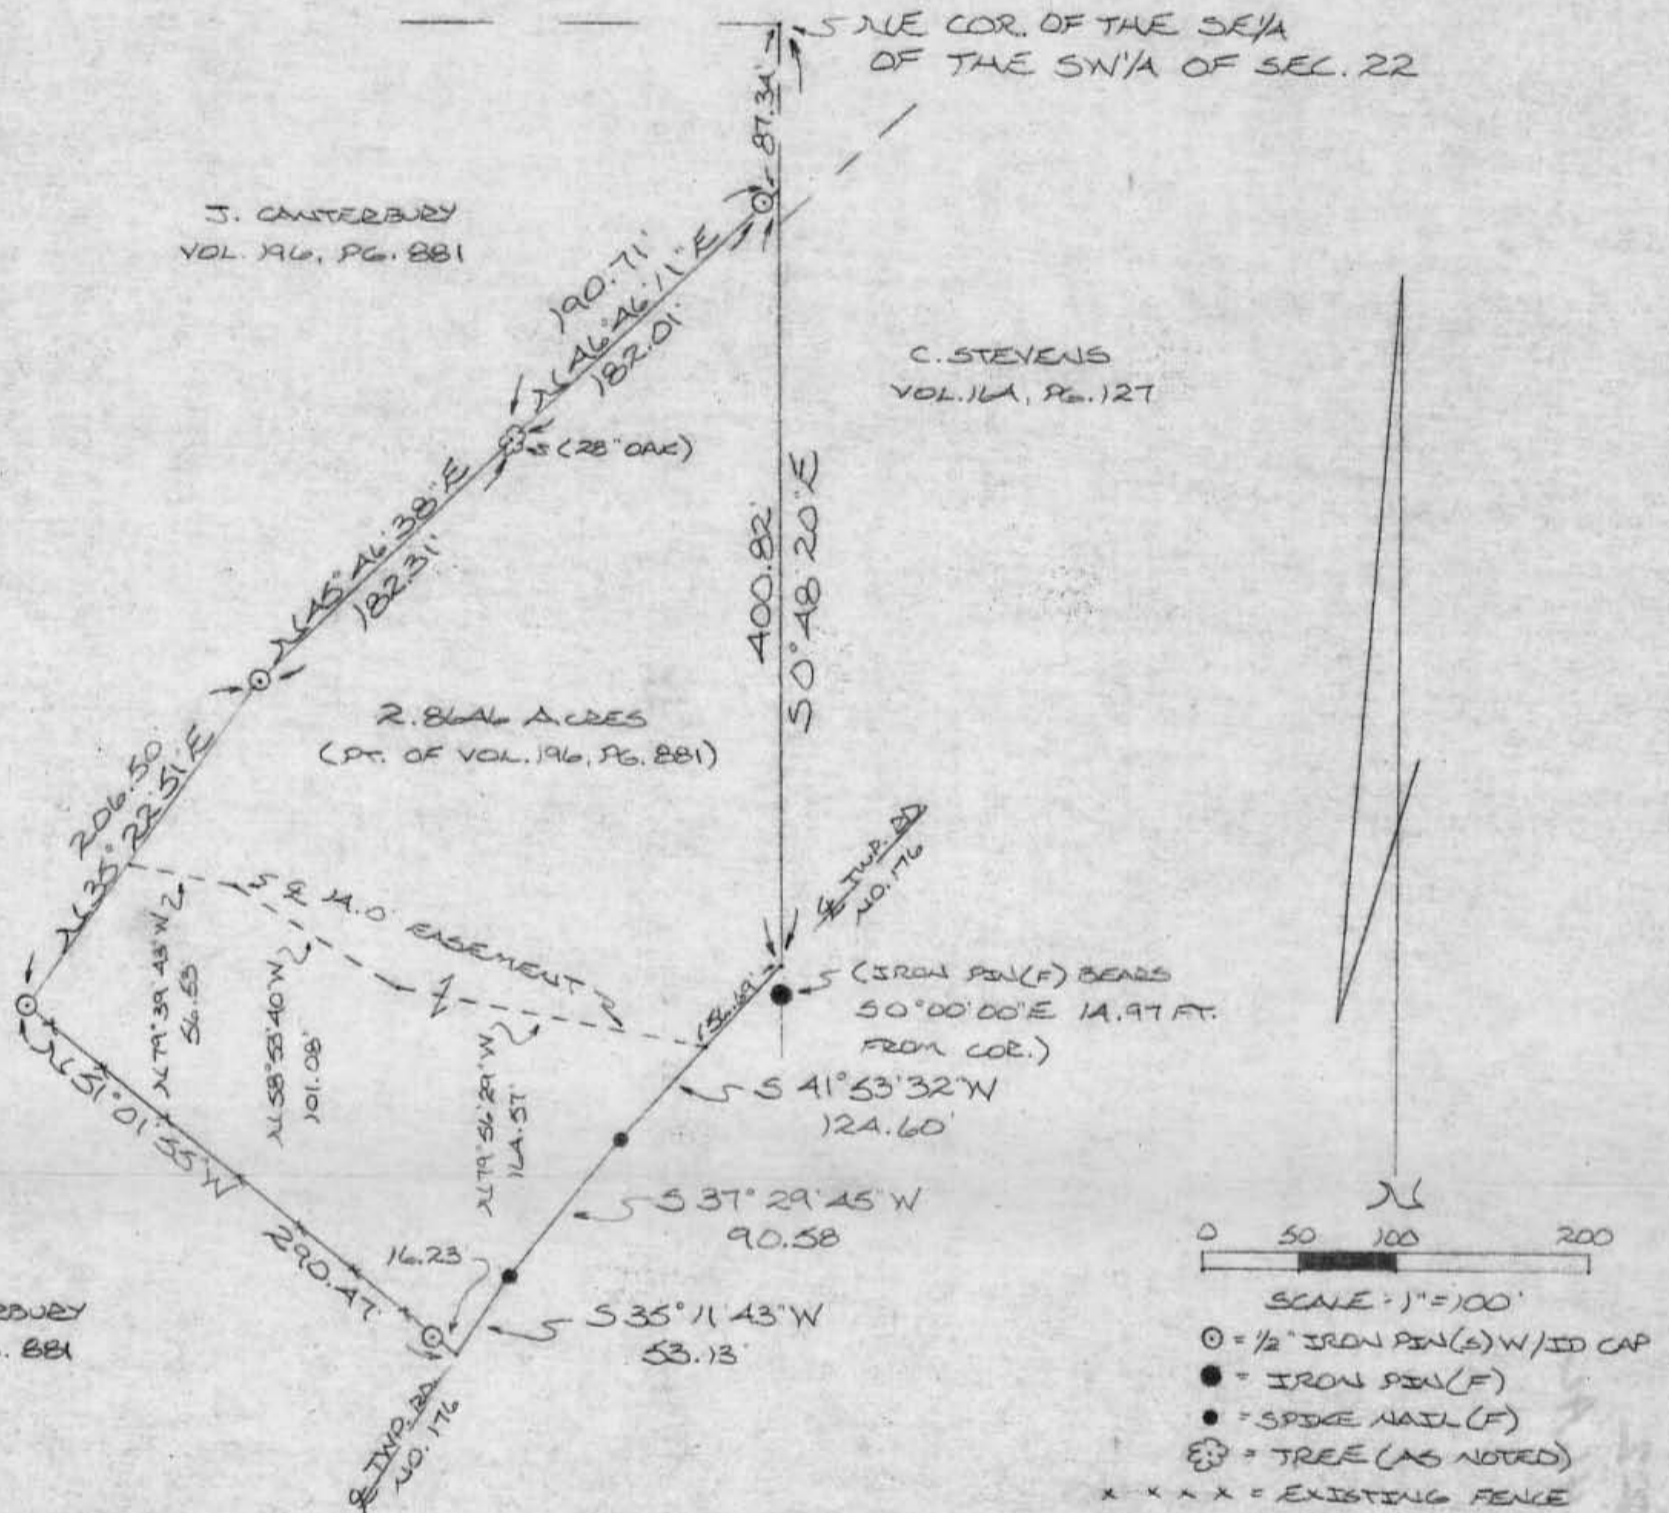 NE COR. OF THE SE1/4
OF THE SW1/4 OF SEC. 22
87.34'
J. CANTERBURY
VOL. 196, PG. 881
190.71'
N 46°46'11"E
182.01'
C. STEVENS
VOL. 164, PG. 127
(28" OAK)
N 45°46'38"E
182.31'
400.82'
S 0°48'20"E
2.8646 ACRES
(PT. OF VOL. 196, PG. 881)
206.50'
N 35°22'51"E
℄ TWP. RD
NO. 176
℄ 14.0' EASEMENT
56.69'
(IRON PIN(F) BEARS
S 0°00'00"E 14.97 FT.
FROM COR.)
N 79°39'43"W
56.53'
N 58°53'40"W
101.08'
N 79°56'29"W
164.57'
S 41°53'32"W
124.60'
N 51°01'55"W
290.47'
S 37°29'45"W
90.58
16.23
S 35°11'43"W
53.13'
RBURY
. 881
℄ TWP. RD.
NO. 176
N
0 50 100 200
SCALE: 1"=100'
= 1/2" IRON PIN(S) W/ID CAP
= IRON PIN(F)
= SPIKE NAIL(F)
= TREE (AS NOTED)
x x x x = EXISTING FENCE